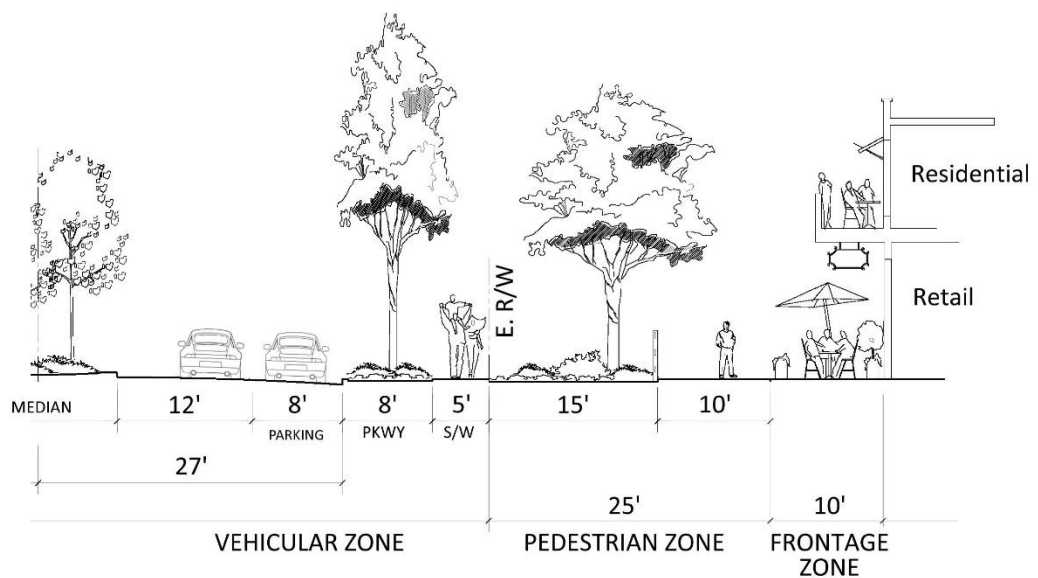 Residential
Retail
E. R/W
MEDIAN
12'
8'
8'
5'
15'
10'
PARKING
PKWY
S/W
27'
25'
10'
VEHICULAR ZONE
PEDESTRIAN ZONE
FRONTAGE
ZONE